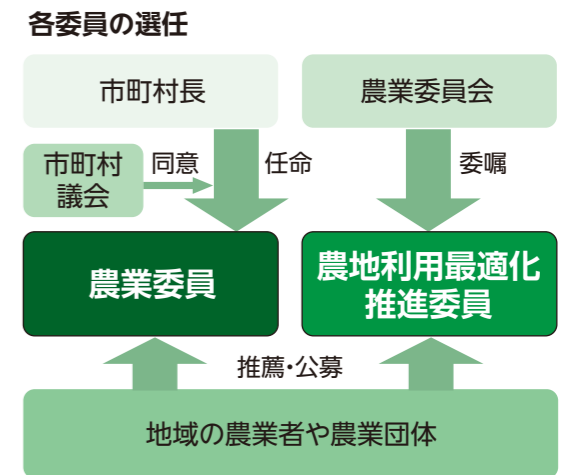 各委員の選任
市町村長
農業委員会
市町村
議会
同意
任命
委嘱
農業委員
農地利用最適化
推進委員
推薦・公募
地域の農業者や農業団体